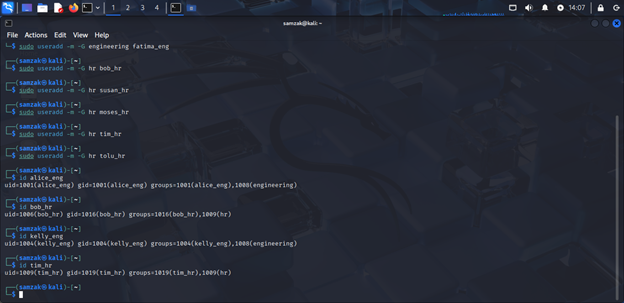 1 2 3 4
14:07
samzak@kali: ~
File Actions Edit View Help
└─$ sudo useradd -m -G engineering fatima_eng
┌──(samzak㉿kali)-[~]
└─$ sudo useradd -m -G hr bob_hr
┌──(samzak㉿kali)-[~]
└─$ sudo useradd -m -G hr susan_hr
┌──(samzak㉿kali)-[~]
└─$ sudo useradd -m -G hr moses_hr
┌──(samzak㉿kali)-[~]
└─$ sudo useradd -m -G hr tim_hr
┌──(samzak㉿kali)-[~]
└─$ sudo useradd -m -G hr tolu_hr
┌──(samzak㉿kali)-[~]
└─$ id alice_eng
uid=1001(alice_eng) gid=1001(alice_eng) groups=1001(alice_eng),1008(engineering)
┌──(samzak㉿kali)-[~]
└─$ id bob_hr
uid=1006(bob_hr) gid=1016(bob_hr) groups=1016(bob_hr),1009(hr)
┌──(samzak㉿kali)-[~]
└─$ id kelly_eng
uid=1004(kelly_eng) gid=1004(kelly_eng) groups=1004(kelly_eng),1008(engineering)
┌──(samzak㉿kali)-[~]
└─$ id tim_hr
uid=1009(tim_hr) gid=1019(tim_hr) groups=1019(tim_hr),1009(hr)
┌──(samzak㉿kali)-[~]
└─$